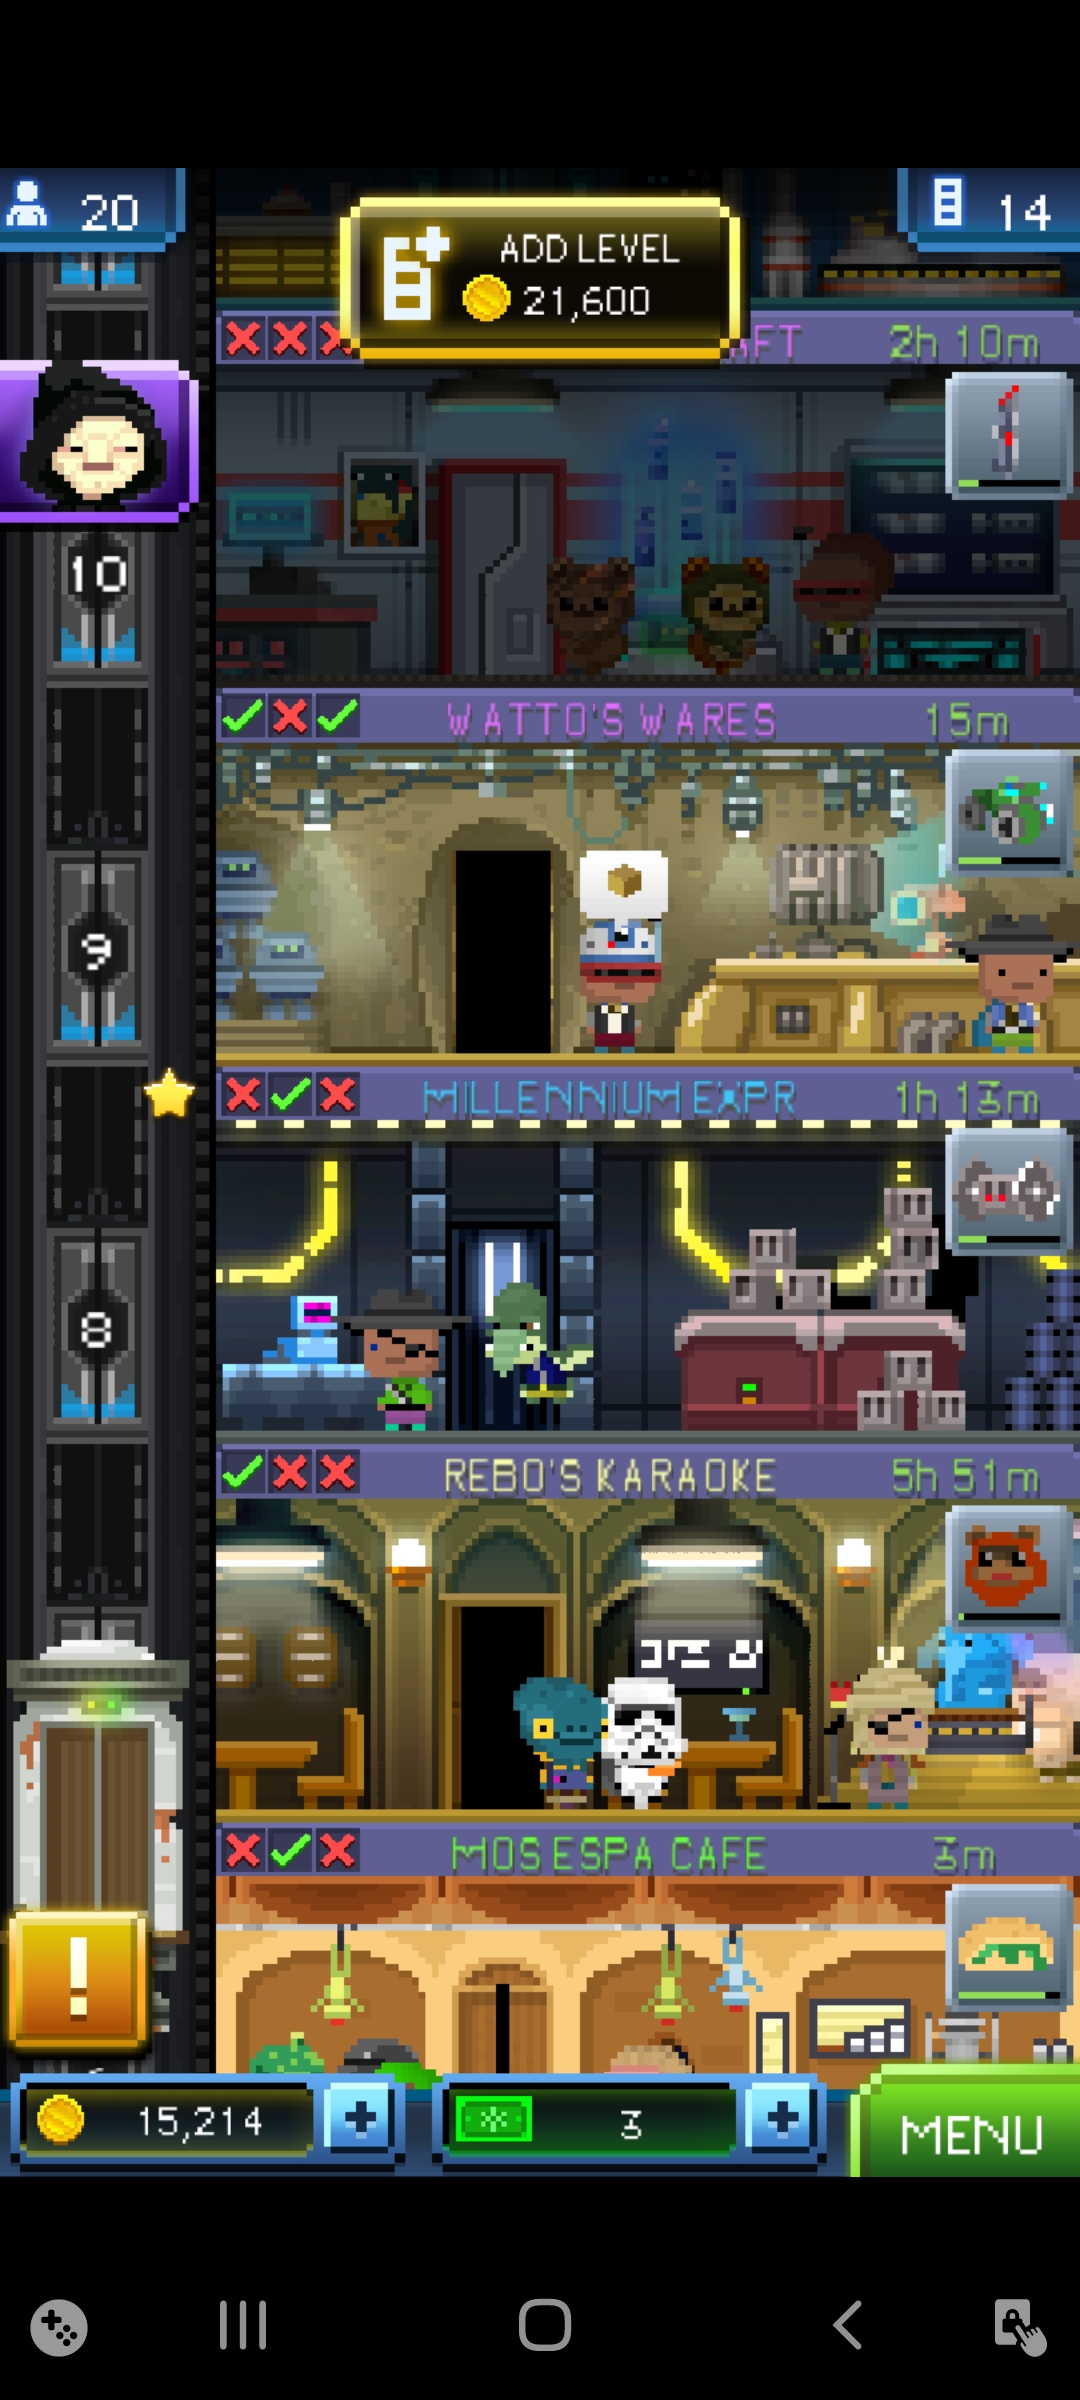 20
ADD LEVEL
21,600
14
AFT
2h 10m
10
WATTO'S WARES
15m
9
MILLENNIUM EXPR
1h 13m
8
REBO'S KARAOKE
5h 51m
MOS ESPA CAFE
3m
!
15,214
+
3
+
MENU